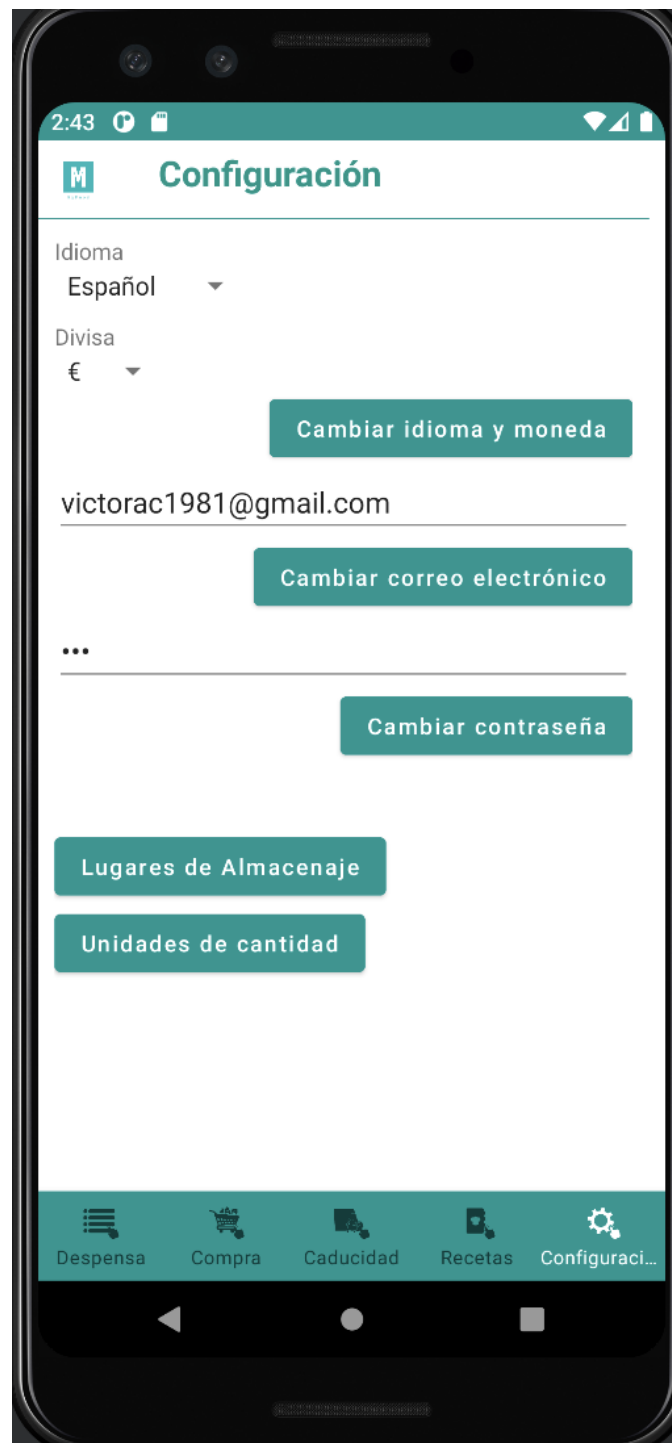 2:43
M
Configuración
Idioma
Español
Divisa
€
Cambiar idioma y moneda
victorac1981@gmail.com
Cambiar correo electrónico
•••
Cambiar contraseña
Lugares de Almacenaje
Unidades de cantidad
Despensa Compra Caducidad Recetas Configuraci...